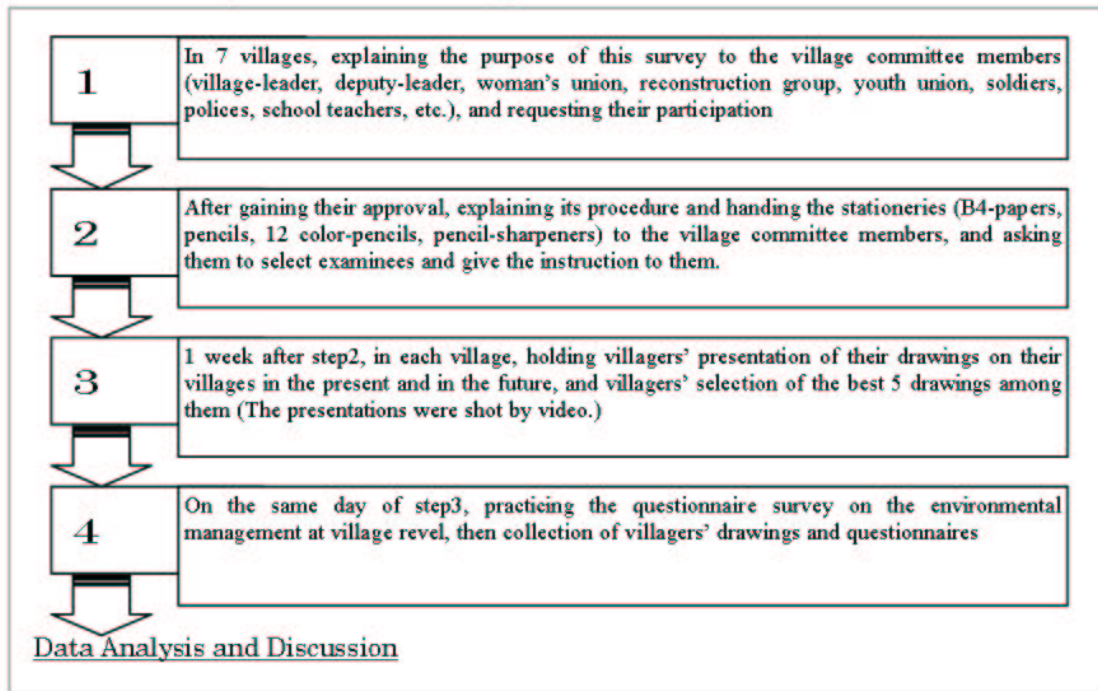 1
In 7 villages, explaining the purpose of this survey to the village committee members
(village-leader, deputy-leader, woman's union, reconstruction group, youth union, soldiers,
polices, school teachers, etc.), and requesting their participation
2
After gaining their approval, explaining its procedure and handing the stationeries (B4-papers,
pencils, 12 color-pencils, pencil-sharpeners) to the village committee members, and asking
them to select examinees and give the instruction to them.
3
1 week after step2, in each village, holding villagers' presentation of their drawings on their
villages in the present and in the future, and villagers' selection of the best 5 drawings among
them (The presentations were shot by video.)
4
On the same day of step3, practicing the questionnaire survey on the environmental
management at village revel, then collection of villagers' drawings and questionnaires
Data Analysis and Discussion